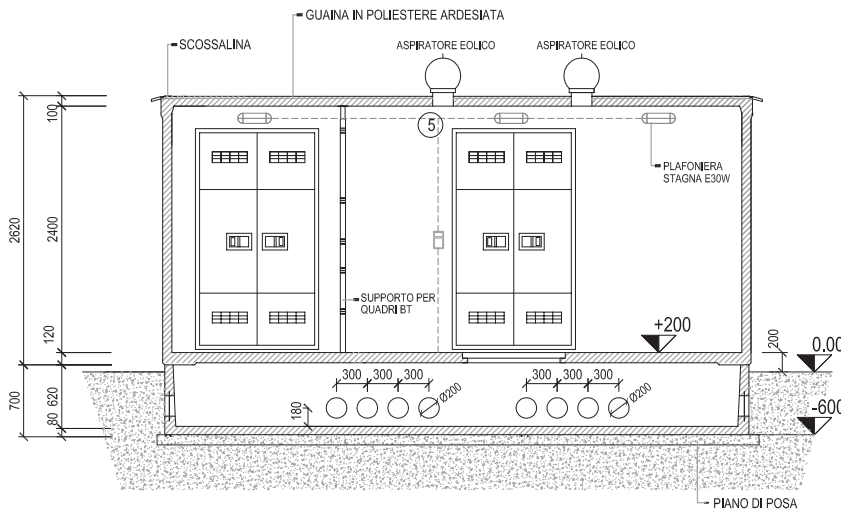 GUAINA IN POLIESTERE ARDESIATA
SCOSSALINA
ASPIRATORE EOLICO
ASPIRATORE EOLICO
5
PLAFONIERA
STAGNA E30W
100
2400
2620
120
SUPPORTO PER
QUADRI BT
+200
200
0.00
300
300
300
Ø200
300
300
300
Ø200
180
700
620
80
-600
PIANO DI POSA